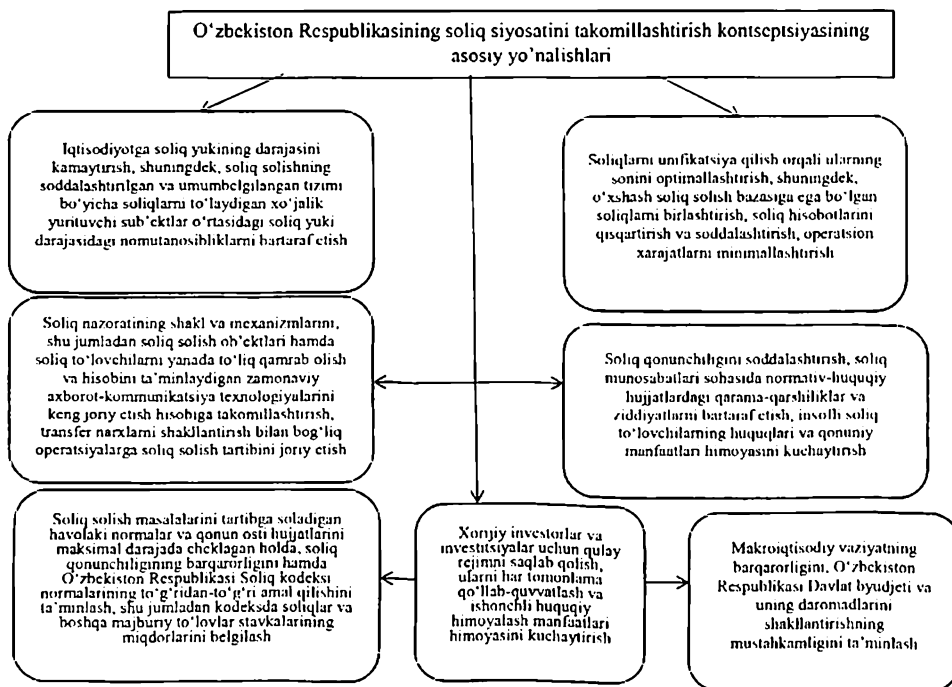 O‘zbekiston Respublikasining soliq siyosatini takomillashtirish kontseptsiyasining
asosiy yo’nalishlari
Iqtisodiyotga soliq yukining darajasini
kamaytirish, shuningdek, soliq solishning
soddalashtirilgan va umumbelgilangan tizimi
bo’yicha soliqlarni to’laydigan xo’jalik
yurituvchi sub’ektlar o’rtasidagi soliq yuki
darajasidagi nomutanosibliklarni bartaraf etish
Soliqlarni unifikatsiya qilish orqali ularning
sonini optimallashtirish, shuningdek,
o’xshash soliq solish bazasiga ega bo’lgan
soliqlarni birlashtirish, soliq hisobotlarini
qisqartirish va soddalashtirish, operatsion
xarajatlarni minimallashtirish
Soliq nazoratining shakl va mexanizmlarini,
shu jumladan soliq solish ob’ektlari hamda
soliq to’lovchilarni yanada to’liq qamrab olish
va hisobini ta’minlaydigan zamonaviy
axborot-kommunikatsiya texnologiyalarini
keng joriy etish hisobiga takomillashtirish,
transfer narxlarni shakllantirish bilan bog’liq
operatsiyalarga soliq solish tartibini joriy etish
Soliq qonunchiligini soddalashtirish, soliq
munosabatlari sohasida normativ-huquqiy
hujjatlardagi qarama-qarshiliklar va
ziddiyatlarni bartaraf etish, insofli soliq
to’lovchilarning huquqlari va qonuniy
manfaatlari himoyasini kuchaytirish
Soliq solish masalalarini tartibga soladigan
havolaki normalar va qonun osti hujjatlarini
maksimal darajada cheklagan holda, soliq
qonunchiligining barqarorligini hamda
O’zbekiston Respublikasi Soliq kodeksi
normalarining to’g’ridan-to’g’ri amal qilishini
ta’minlash, shu jumladan kodeksda soliqlar va
boshqa majburiy to’lovlar stavkalarining
miqdorlarini belgilash
Xorijiy investorlar va
investitsiyalar uchun qulay
rejimni saqlab qolish,
ularni har tomonlama
qo’llab-quvvatlash va
ishonchli huquqiy
himoyalash manfaatlari
himoyasini kuchaytirish
Makroiqtisodiy vaziyatning
barqarorligini, O’zbekiston
Respublikasi Davlat byudjeti va
uning daromadlarini
shakllantirishning
mustahkamligini ta’minlash